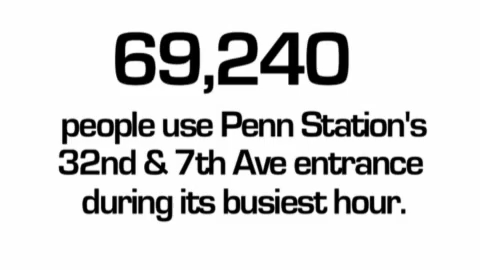 69,240
people use Penn Station's
32nd & 7th Ave entrance
during its busiest hour.